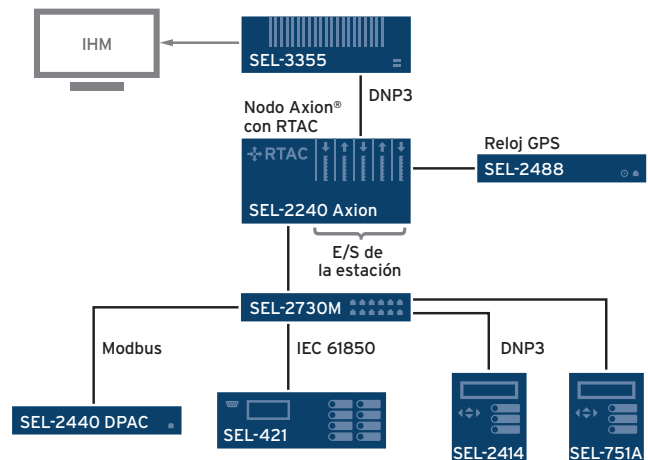 IHM
SEL-3355
DNP3
Nodo Axion®
con RTAC
RTAC
SEL-2240 Axion
Reloj GPS
SEL-2488
E/S de
la estación
SEL-2730M
Modbus
IEC 61850
DNP3
SEL-2440 DPAC
SEL-421
SEL-2414
SEL-751A